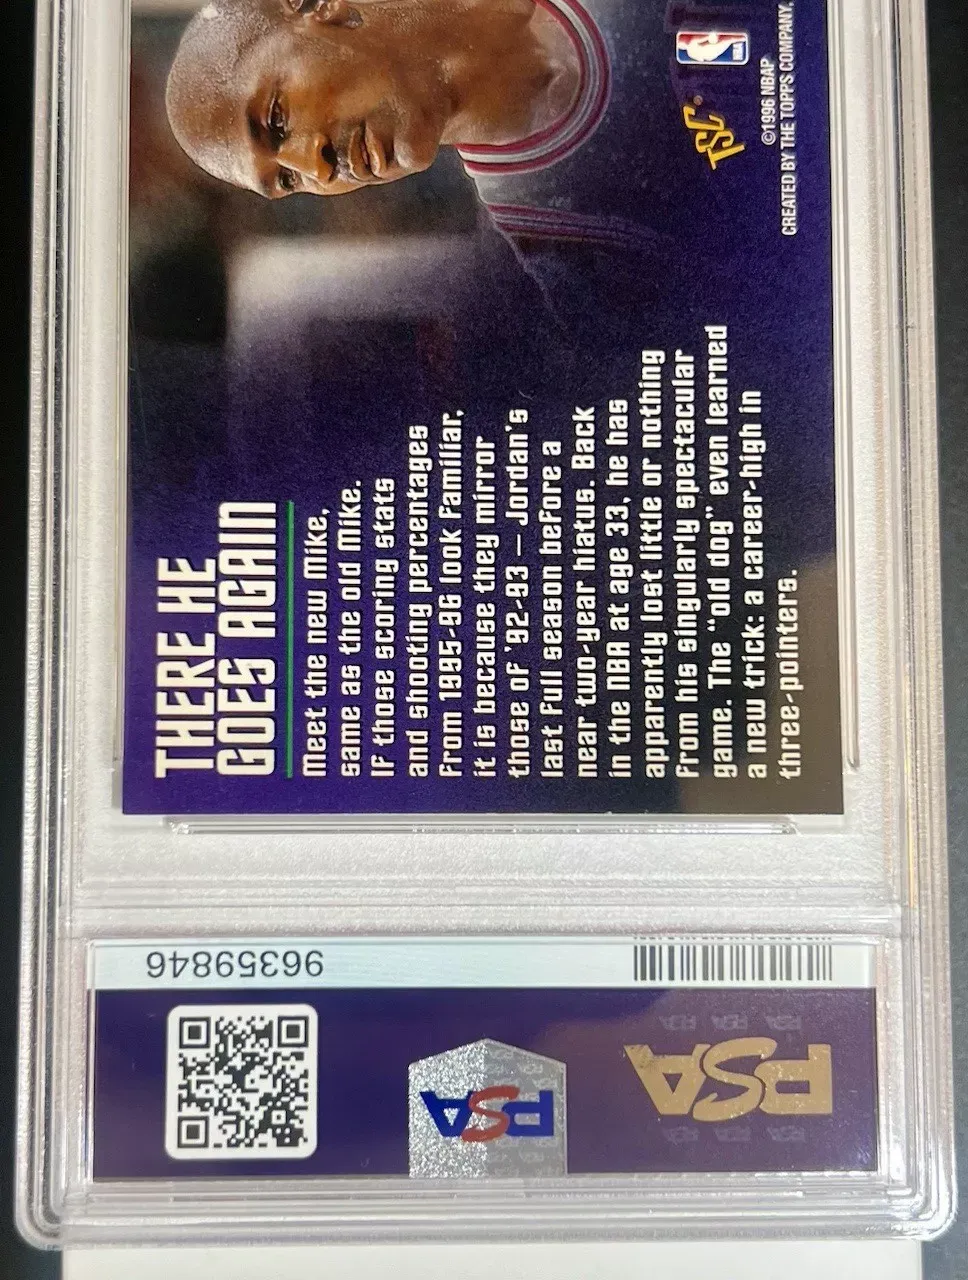 THERE HE
GOES AGAIN
Meet the new Mike,
same as the old Mike.
If those scoring stats
and shooting percentages
from 1995-96 look familiar,
it is because they mirror
those of '92-93 — Jordan's
last full season before a
near two-year hiatus. Back
in the NBA at age 33, he has
apparently lost little or nothing
from his singularly spectacular
game. The "old dog" even learned
a new trick: a career-high in
three-pointers.
NBA
TSC
©1996 NBAP
CREATED BY THE TOPPS COMPANY,
96359846
PSA
PSA